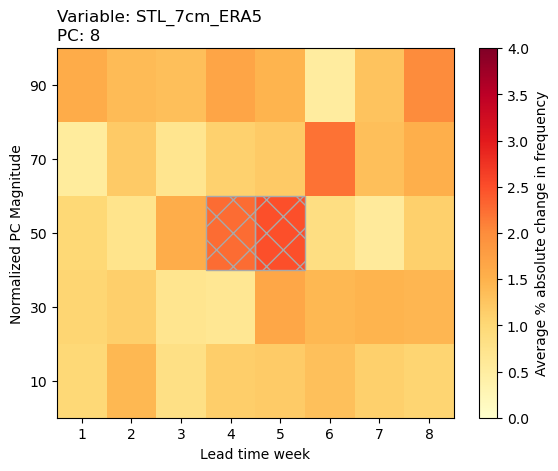 Variable: STL_7cm_ERA5
PC: 8
Normalized PC Magnitude
90
70
50
30
10
1 2 3 4 5 6 7 8
Lead time week
4.0
3.5
3.0
2.5
2.0
1.5
1.0
0.5
0.0
Average % absolute change in frequency